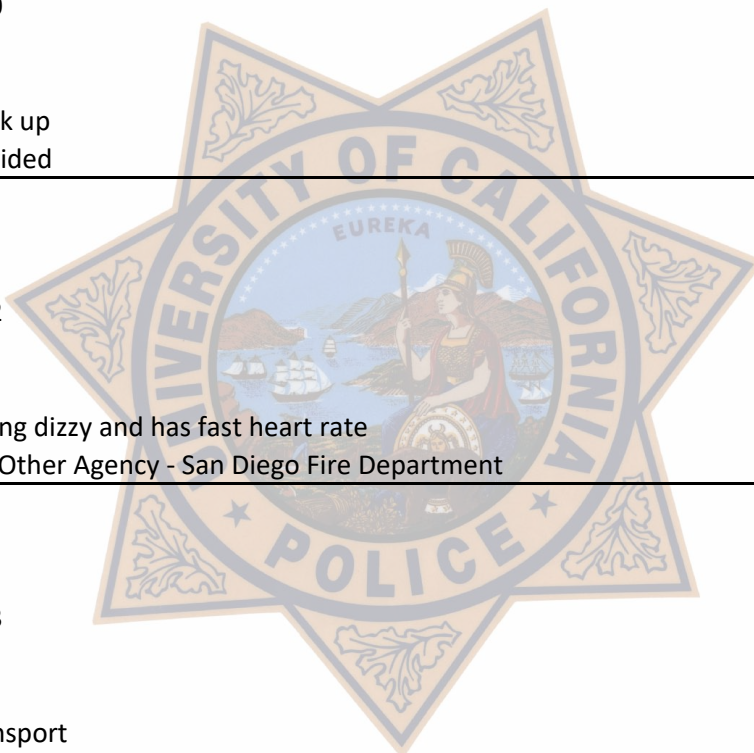 k up
ided
UNIVERSITY OF CALIFORNIA
EUREKA
ng dizzy and has fast heart rate
Other Agency - San Diego Fire Department
POLICE
nsport